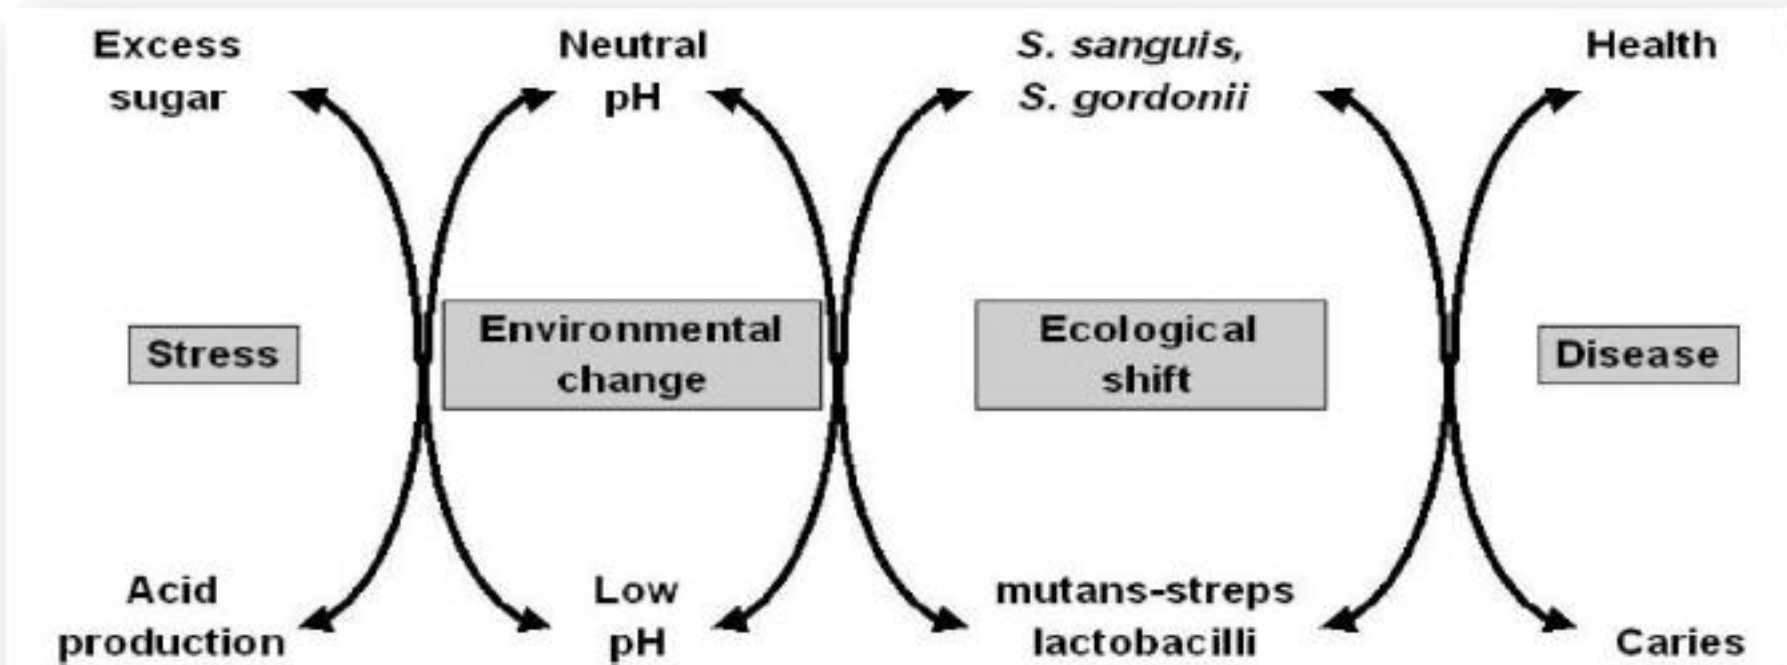 Excess
sugar
Neutral
pH
S. sanguis,
S. gordonii
Health
Stress
Environmental
change
Ecological
shift
Disease
Acid
production
Low
pH
mutans-streps
lactobacilli
Caries